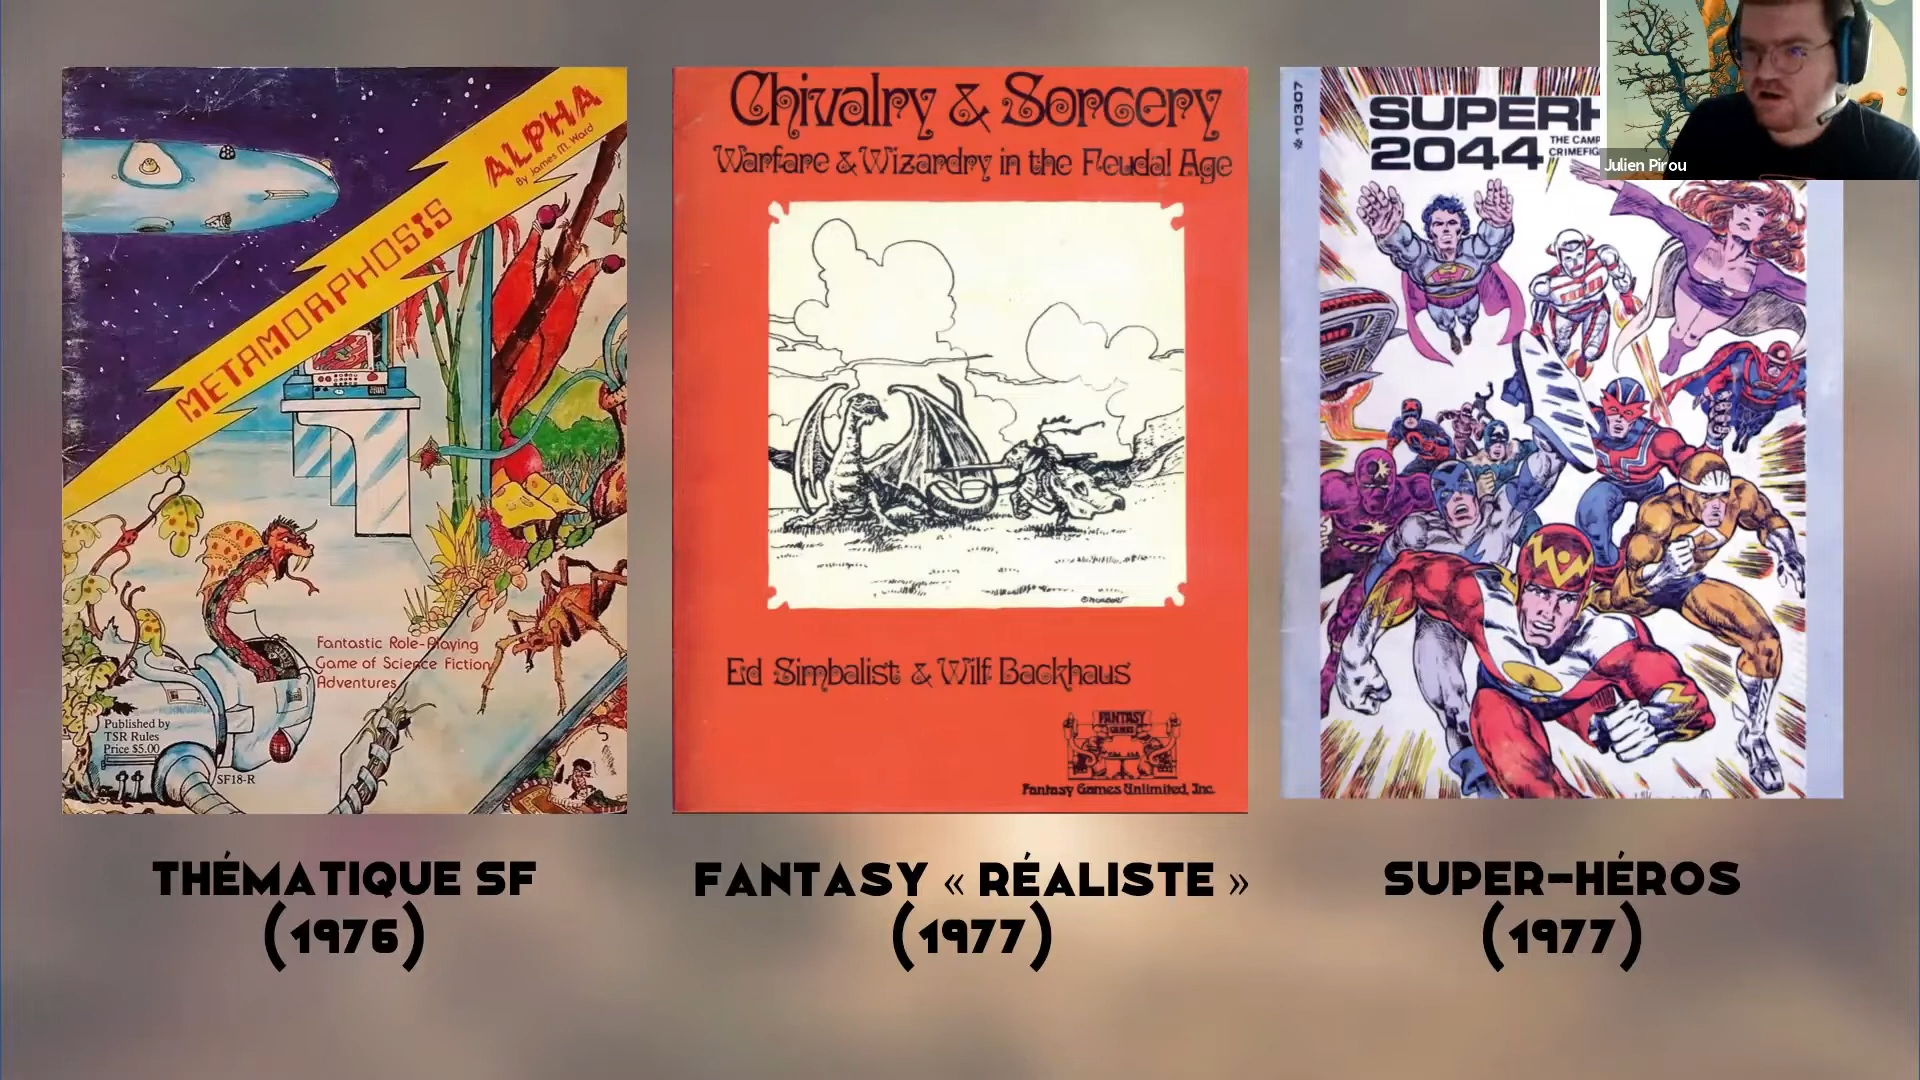 METAMORPHOSIS ALPHA
By James M. Ward
Fantastic Role-Playing
Game of Science Fiction
Adventures
Published by
TSR Rules
Price $5.00
SF18-R
Chivalry & Sorcery
Warfare & Wizardry in the Feudal Age
Ed Simbalist & Wilf Backhaus
FANTASY
GAMES
Fantasy Games Unlimited, Inc.
#10307
SUPERH
2044
THE CAMP
CRIMEFIG
Julien Pirou
THÉMATIQUE SF
(1976)
FANTASY « RÉALISTE »
(1977)
SUPER-HÉROS
(1977)